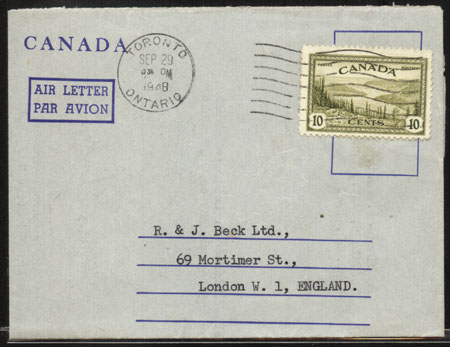 CANADA
TORONTO
SEP 29
PM
1948
ONTARIO
AIR LETTER
PAR AVION
CANADA
10 CENTS 10
R. & J. Beck Ltd.,
69 Mortimer St.,
London W. 1, ENGLAND.